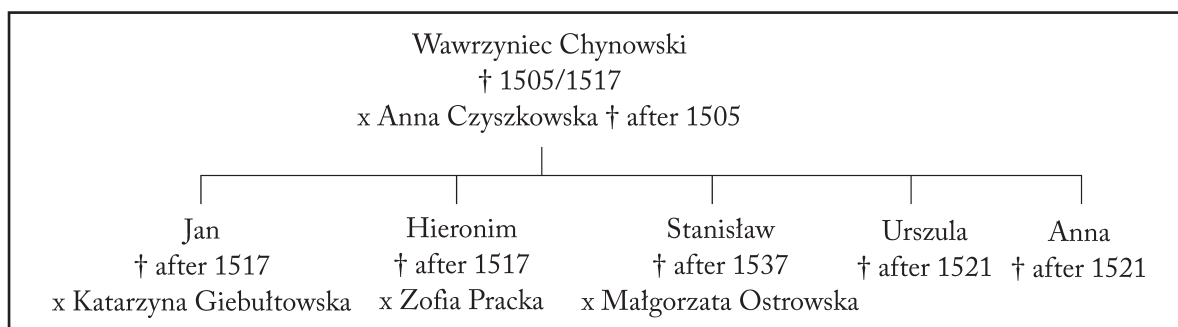 Wawrzyniec Chynowski
† 1505/1517
x Anna Czyszkowska † after 1505
Jan
† after 1517
x Katarzyna Giebułtowska
Hieronim
† after 1517
x Zofia Pracka
Stanisław
† after 1537
x Małgorzata Ostrowska
Urszula
† after 1521
Anna
† after 1521